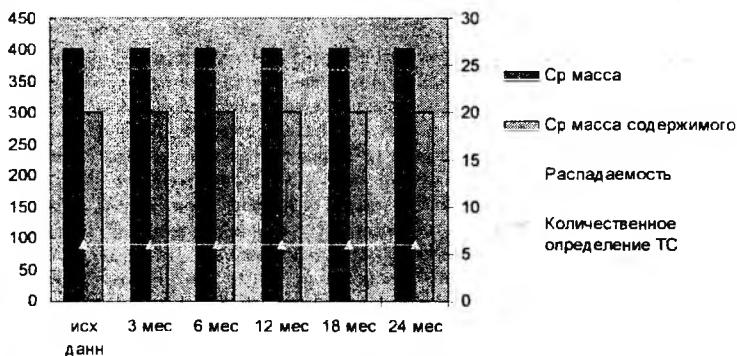 450
400
350
300
250
200
150
100
50
0
30
25
20
15
10
5
0
исх данн
3 мес
6 мес
12 мес
18 мес
24 мес
Ср масса
Ср масса содержимого
Распадаемость
Количественное
определение ТС